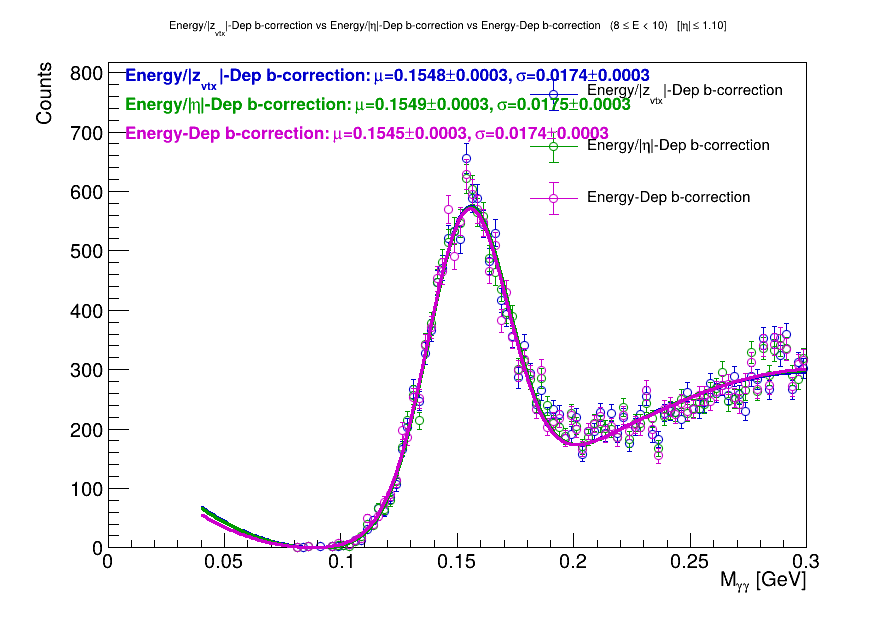 Energy/|z_vtx|-Dep b-correction vs Energy/|η|-Dep b-correction vs Energy-Dep b-correction (8 ≤ E < 10) [|η| ≤ 1.10]
Counts
Energy/|z_vtx|-Dep b-correction: μ=0.1548±0.0003, σ=0.0174±0.0003
Energy/|η|-Dep b-correction: μ=0.1549±0.0003, σ=0.0175±0.0003
Energy-Dep b-correction: μ=0.1545±0.0003, σ=0.0174±0.0003
Energy/|z_vtx|-Dep b-correction
Energy/|η|-Dep b-correction
Energy-Dep b-correction
800
700
600
500
400
300
200
100
0
0 0.05 0.1 0.15 0.2 0.25 0.3
M_γγ [GeV]